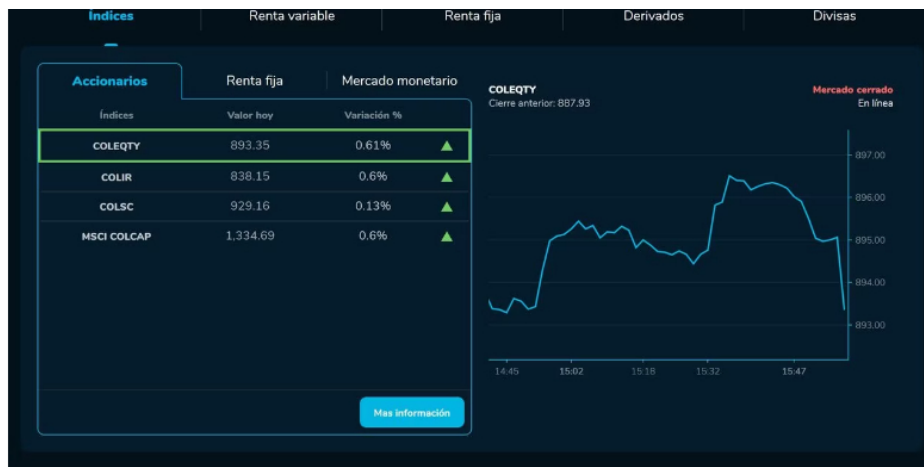 Índices Renta variable Renta fija Derivados Divisas
Accionarios Renta fija Mercado monetario
Índices Valor hoy Variación %
COLEQTY 893.35 0.61%
COLIR 838.15 0.6%
COLSC 929.16 0.13%
MSCI COLCAP 1,334.69 0.6%
Mas información
COLEQTY Mercado cerrado
Cierre anterior: 887.93 En línea
897.00
896.00
895.00
894.00
893.00
14:45 15:02 15:18 15:32 15:47